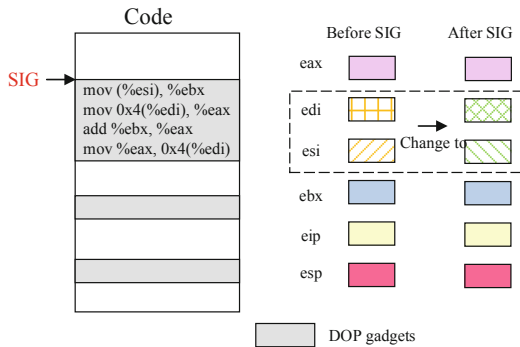 Code
Before SIG After SIG
SIG
mov (%esi), %ebx
mov 0x4(%edi), %eax
add %ebx, %eax
mov %eax, 0x4(%edi)
eax
edi
Change to
esi
ebx
eip
esp
DOP gadgets